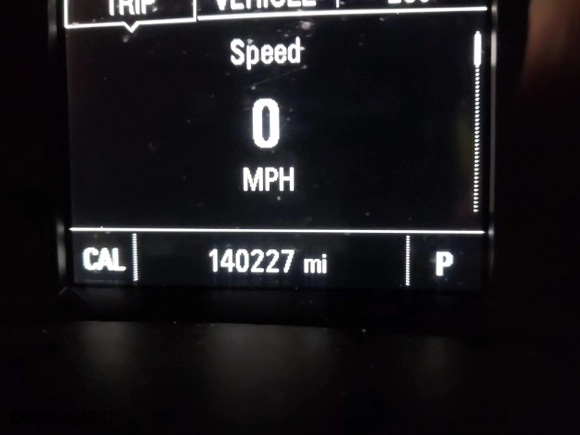 TRIP VEHICLE
Speed
0
MPH
CAL 140227 mi P